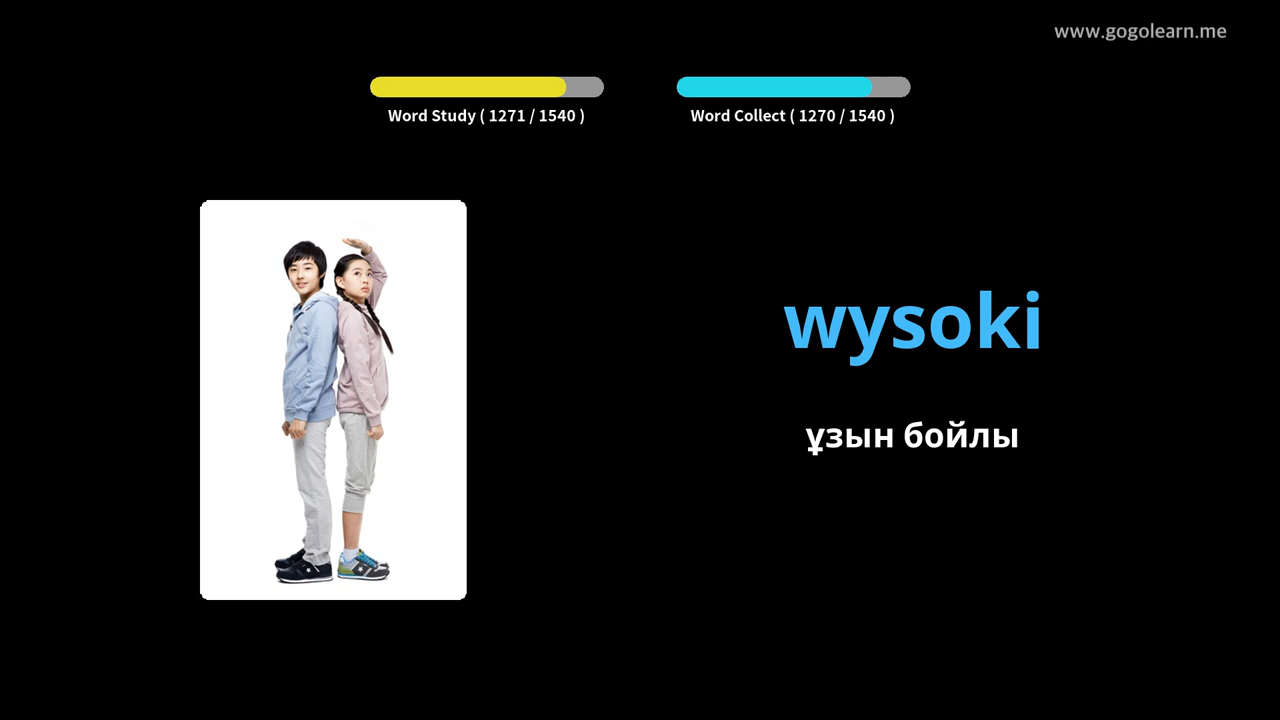 www.gogolearn.me
Word Study ( 1271 / 1540 )
Word Collect ( 1270 / 1540 )
wysoki
ұзын бойлы